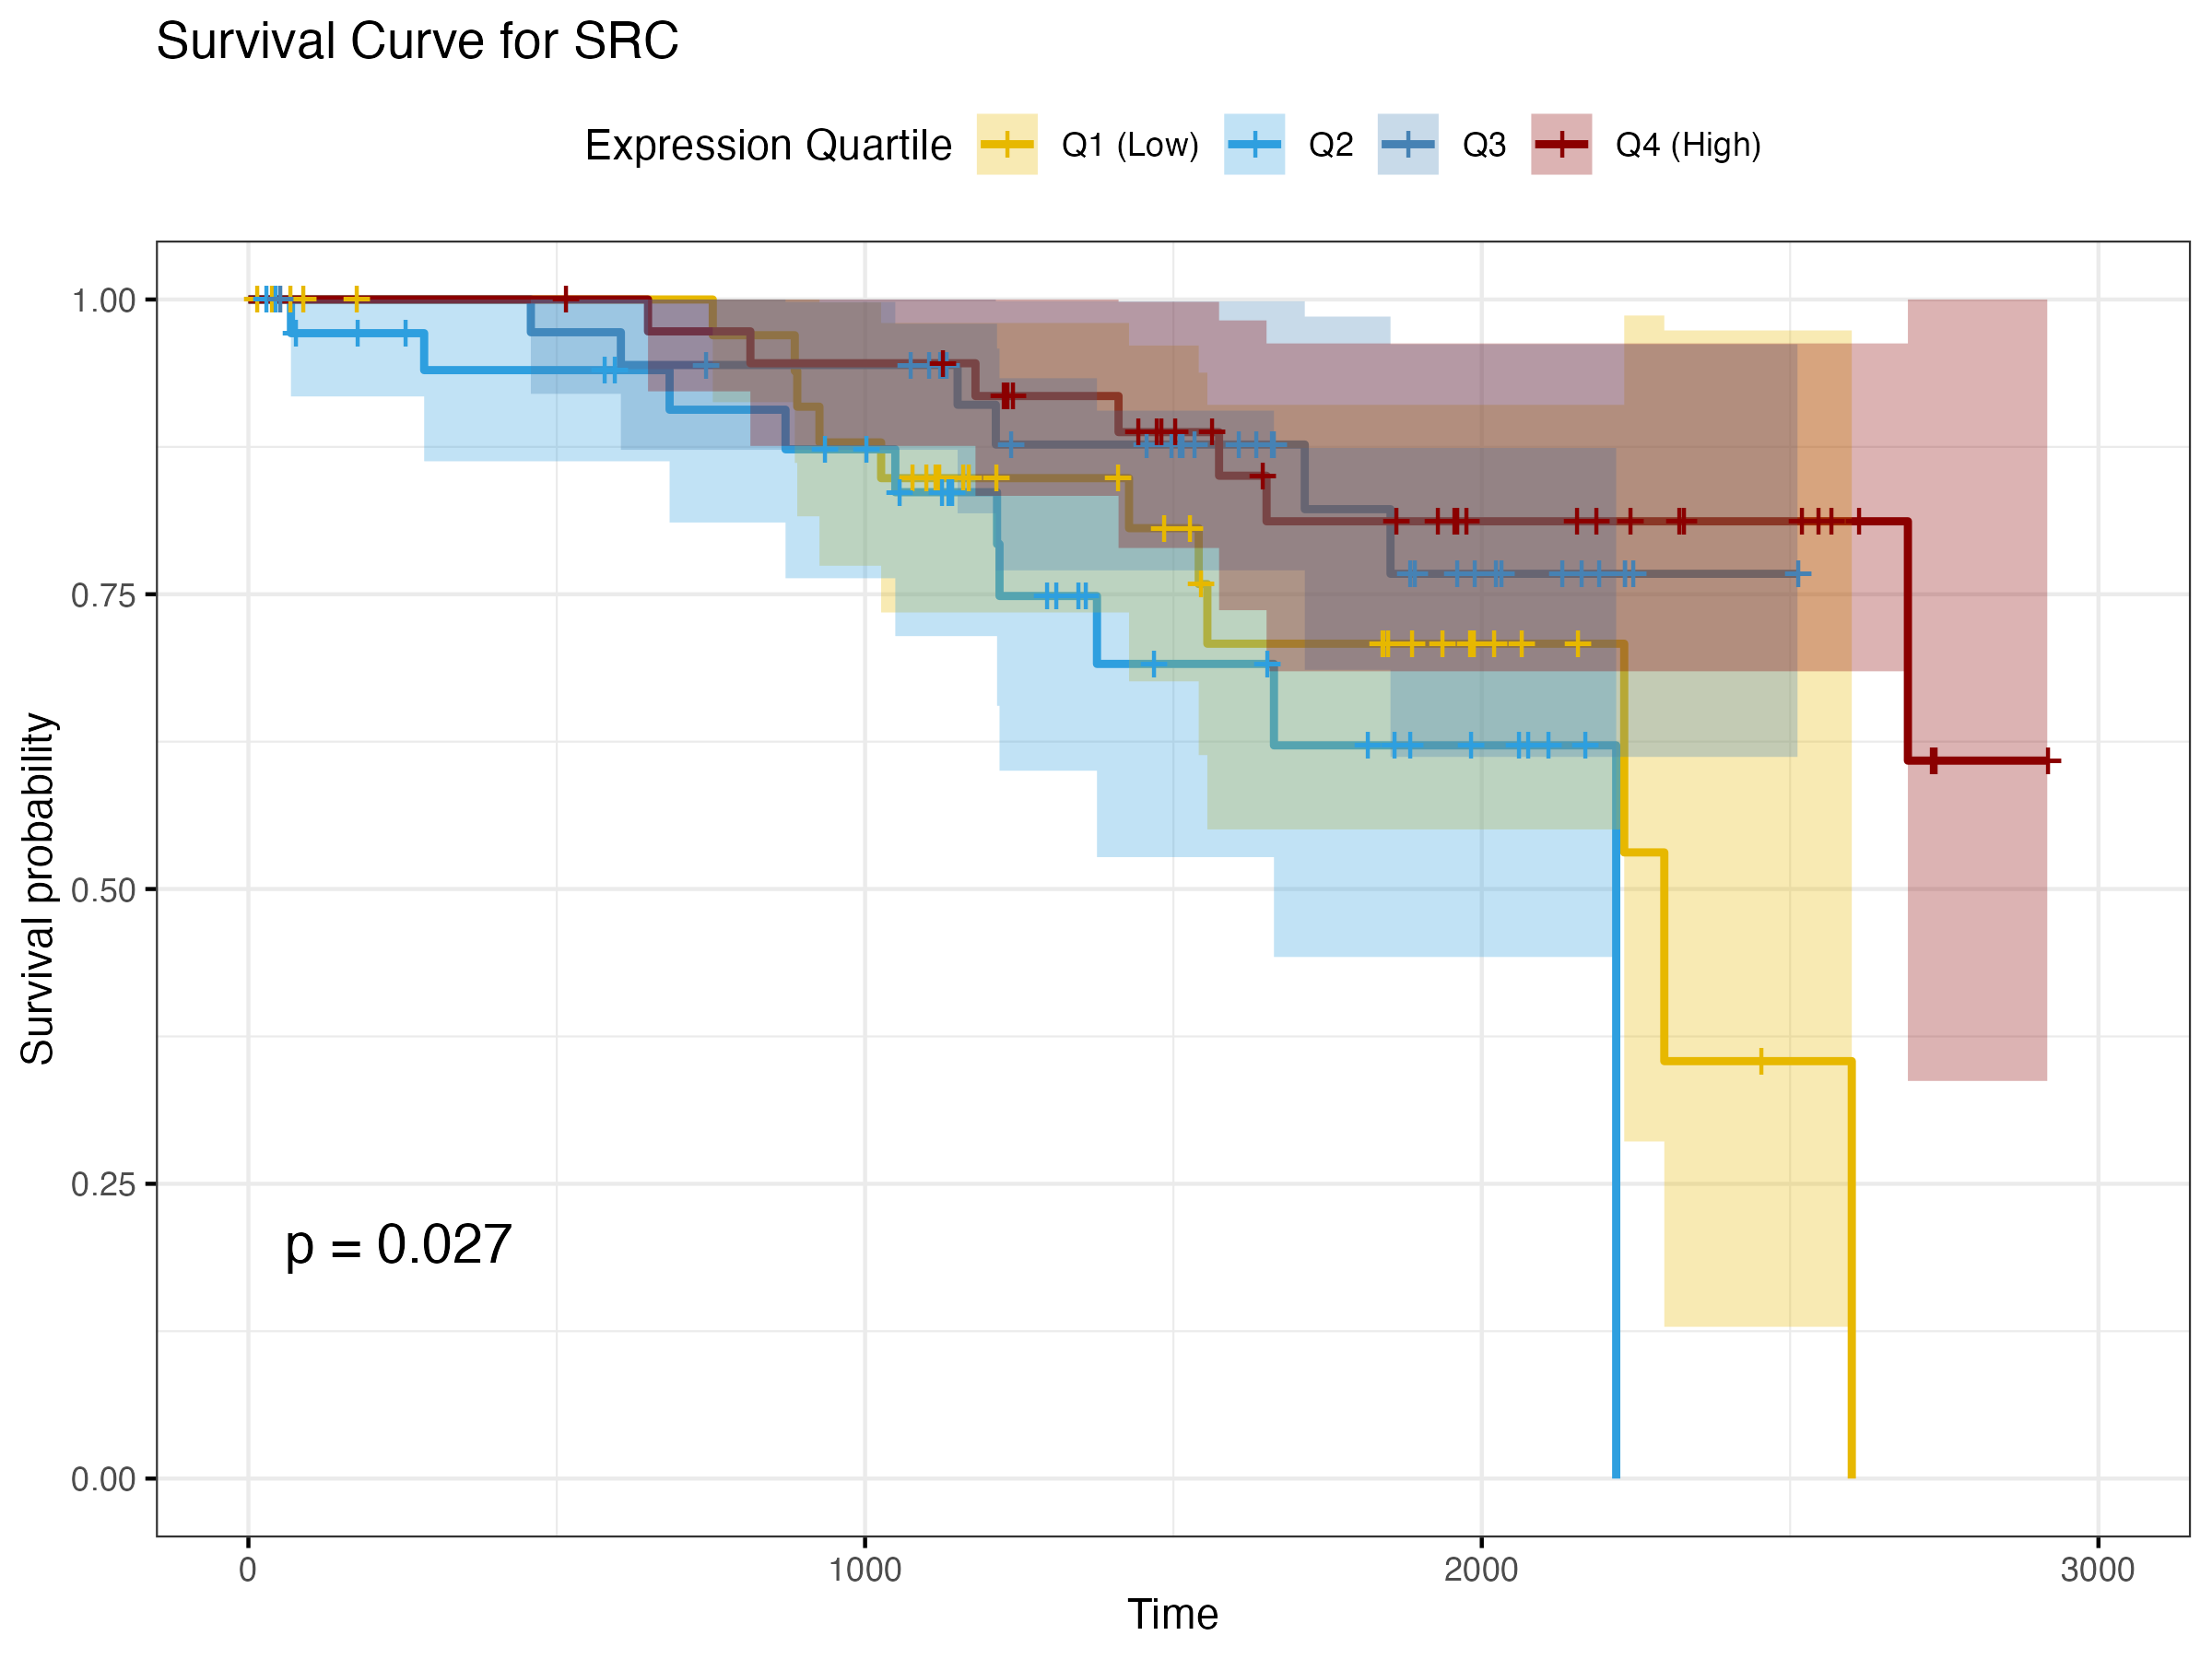 Survival Curve for SRC
Expression Quartile Q1 (Low) Q2 Q3 Q4 (High)
1.00
0.75
0.50
0.25
0.00
Survival probability
p = 0.027
0 1000 2000 3000
Time